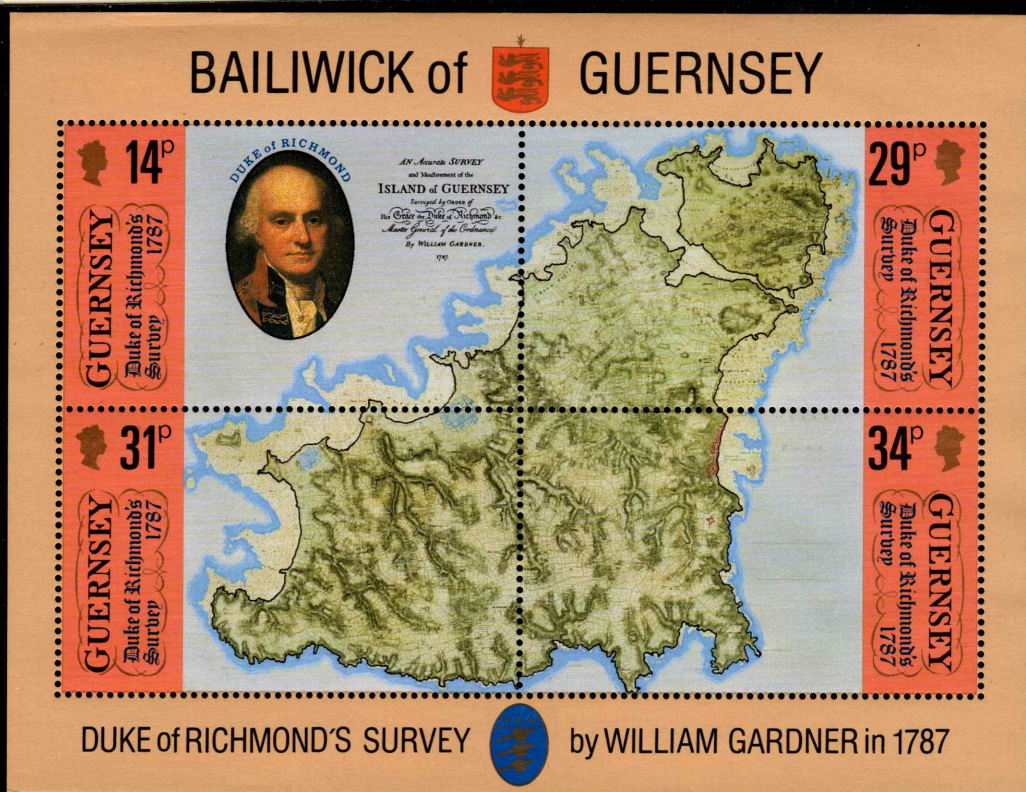 BAILIWICK of GUERNSEY
14p
GUERNSEY
Duke of Richmond's
Survey 1787
DUKE of RICHMOND
AN Accurate SURVEY
and Measurement of the
ISLAND of GUERNSEY
Surveyed by ORDER of
His Grace the Duke of Richmond &c.
Master General of the Ordnance
By WILLIAM GARDNER.
1787
29p
GUERNSEY
Duke of Richmond's
Survey 1787
31p
GUERNSEY
Duke of Richmond's
Survey 1787
34p
GUERNSEY
Duke of Richmond's
Survey 1787
DUKE of RICHMOND'S SURVEY by WILLIAM GARDNER in 1787